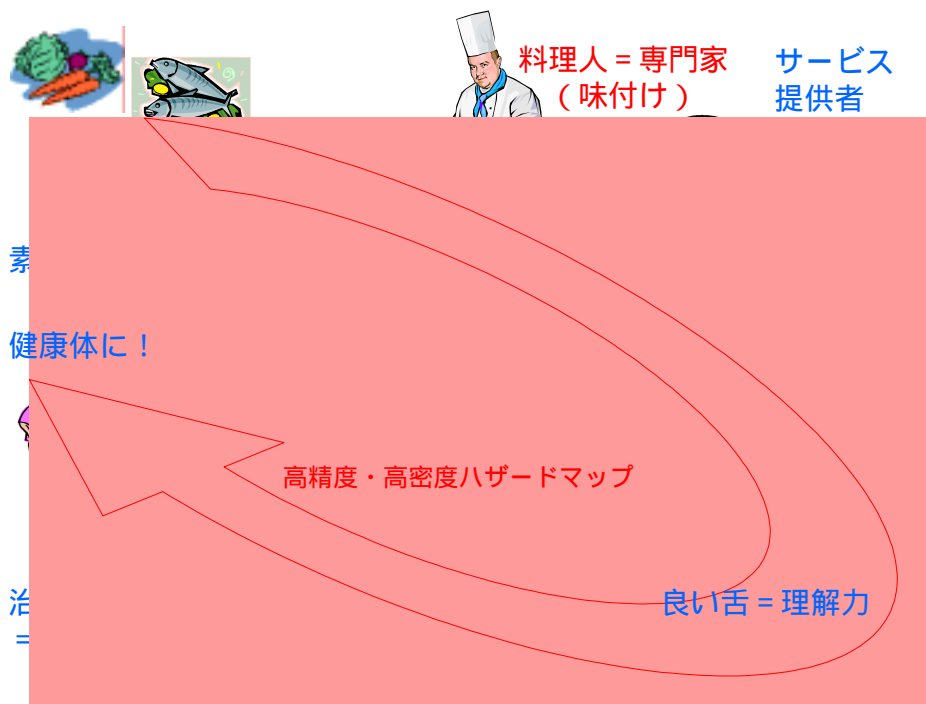 料理人＝専門家
（味付け）
サービス
提供者
素
健康体に！
高精度・高密度ハザードマップ
良い舌＝理解力
治
＝